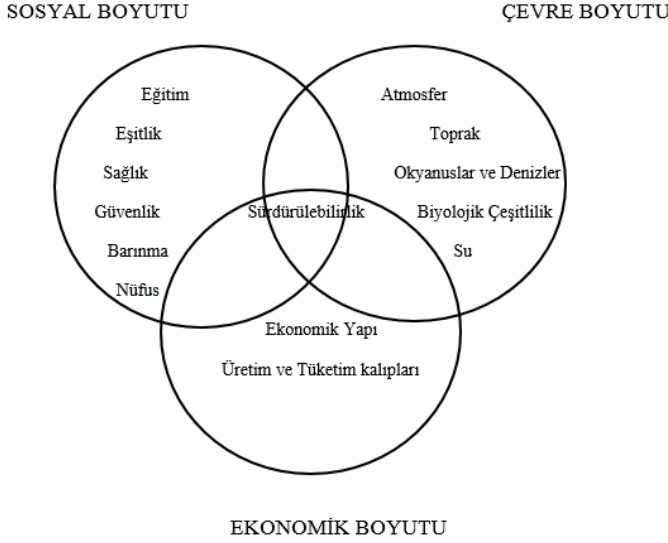 SOSYAL BOYUTU
ÇEVRE BOYUTU
Eğitim
Eşitlik
Sağlık
Güvenlik
Barınma
Nüfus
Sürdürülebilirlik
Atmosfer
Toprak
Okyanuslar ve Denizler
Biyolojik Çeşitlilik
Su
Ekonomik Yapı
Üretim ve Tüketim kalıpları
EKONOMİK BOYUTU